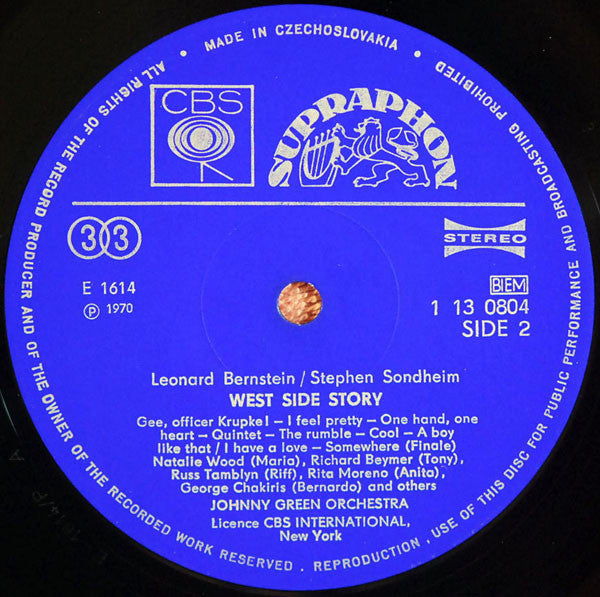 MADE IN CZECHOSLOVAKIA
ALL RIGHTS OF THE RECORD PRODUCER AND OF THE OWNER OF THE RECORDED WORK RESERVED . REPRODUCTION, USE OF THIS DISC FOR PUBLIC PERFORMANCE AND BROADCASTING PROHIBITED
CBS
SUPRAPHON
33
STEREO
E 1614
℗ 1970
BIEM
1 13 0804
SIDE 2
Leonard Bernstein / Stephen Sondheim
WEST SIDE STORY
Gee, officer Krupke! – I feel pretty – One hand, one
heart – Quintet – The rumble – Cool – A boy
like that / I have a love – Somewhere (Finale)
Natalie Wood (Maria), Richard Beymer (Tony),
Russ Tamblyn (Riff), Rita Moreno (Anita),
George Chakiris (Bernardo) and others
JOHNNY GREEN ORCHESTRA
Licence CBS INTERNATIONAL,
New York